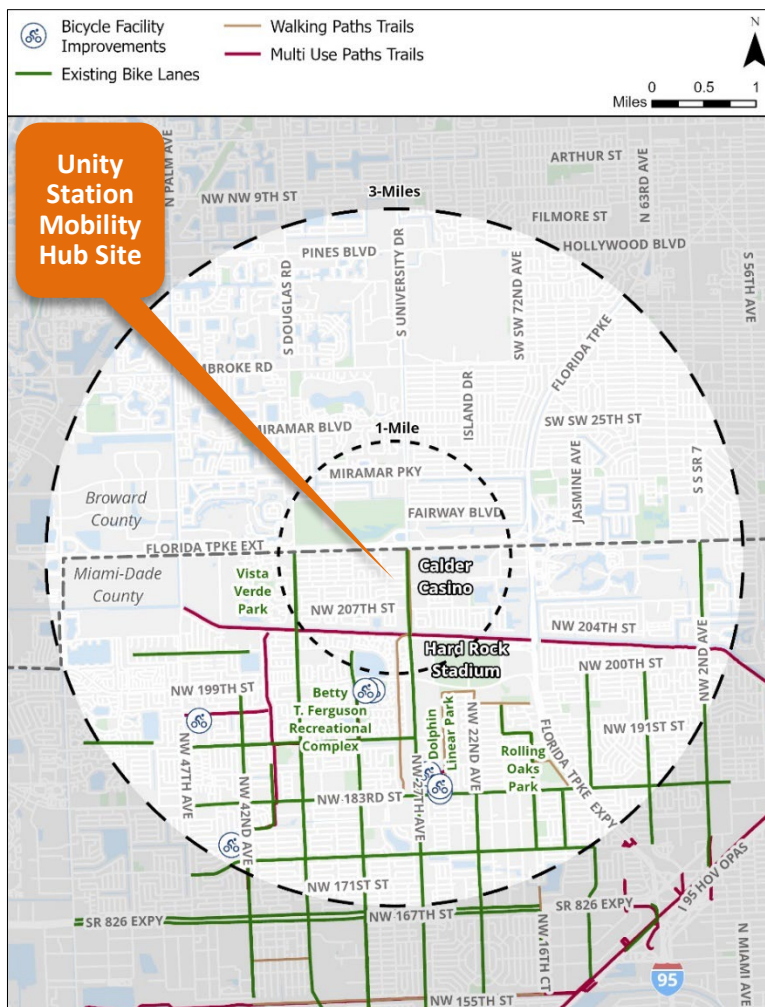 Bicycle Facility
Improvements
Existing Bike Lanes
Walking Paths Trails
Multi Use Paths Trails
N
0 0.5 1
Miles
Unity
Station
Mobility
Hub Site
N PALM AVE
ARTHUR ST
N 63RD AVE
NW NW 9TH ST
3-Miles
FILMORE ST
HOLLYWOOD BLVD
PINES BLVD
S UNIVERSITY DR
S DOUGLAS RD
SW SW 72ND AVE
S 56TH AVE
FLORIDA TPKE
MBROKE RD
ISLAND DR
SW SW 25TH ST
MIRAMAR BLVD
1-Mile
JASMINE AVE
S S SR 7
MIRAMAR PKY
Broward
County
FAIRWAY BLVD
FLORIDA TPKE EXT
Miami-Dade
County
Vista
Verde
Park
Calder
Casino
NW 207TH ST
NW 204TH ST
NW 2ND AVE
Hard Rock
Stadium
NW 200TH ST
NW 199TH ST
Betty
T. Ferguson
Recreational
Complex
Dolphin
Linear Park
NW 22ND AVE
NW 191ST ST
Rolling
Oaks
Park
FLORIDA TPKE EXPY
NW 47TH AVE
NW 42ND AVE
NW 27TH AVE
NW 183RD ST
NW 171ST ST
I 95 HOV OPAS
SR 826 EXPY
NW 167TH ST
SR 826 EXPY
NW 16TH CT
N MIAMI AVE
95
NW 155TH ST